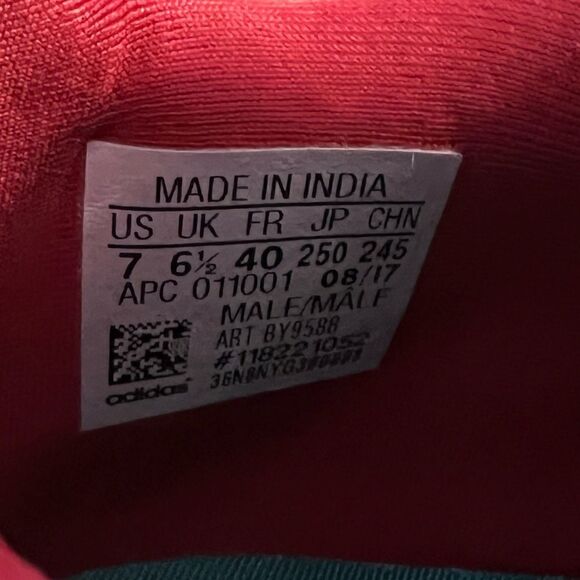 MADE IN INDIA
US UK FR JP CHN
7 6½ 40 250 245
APC 011001 08/17
MALE/MÂLE
ART BY9588
#118221052
adidas